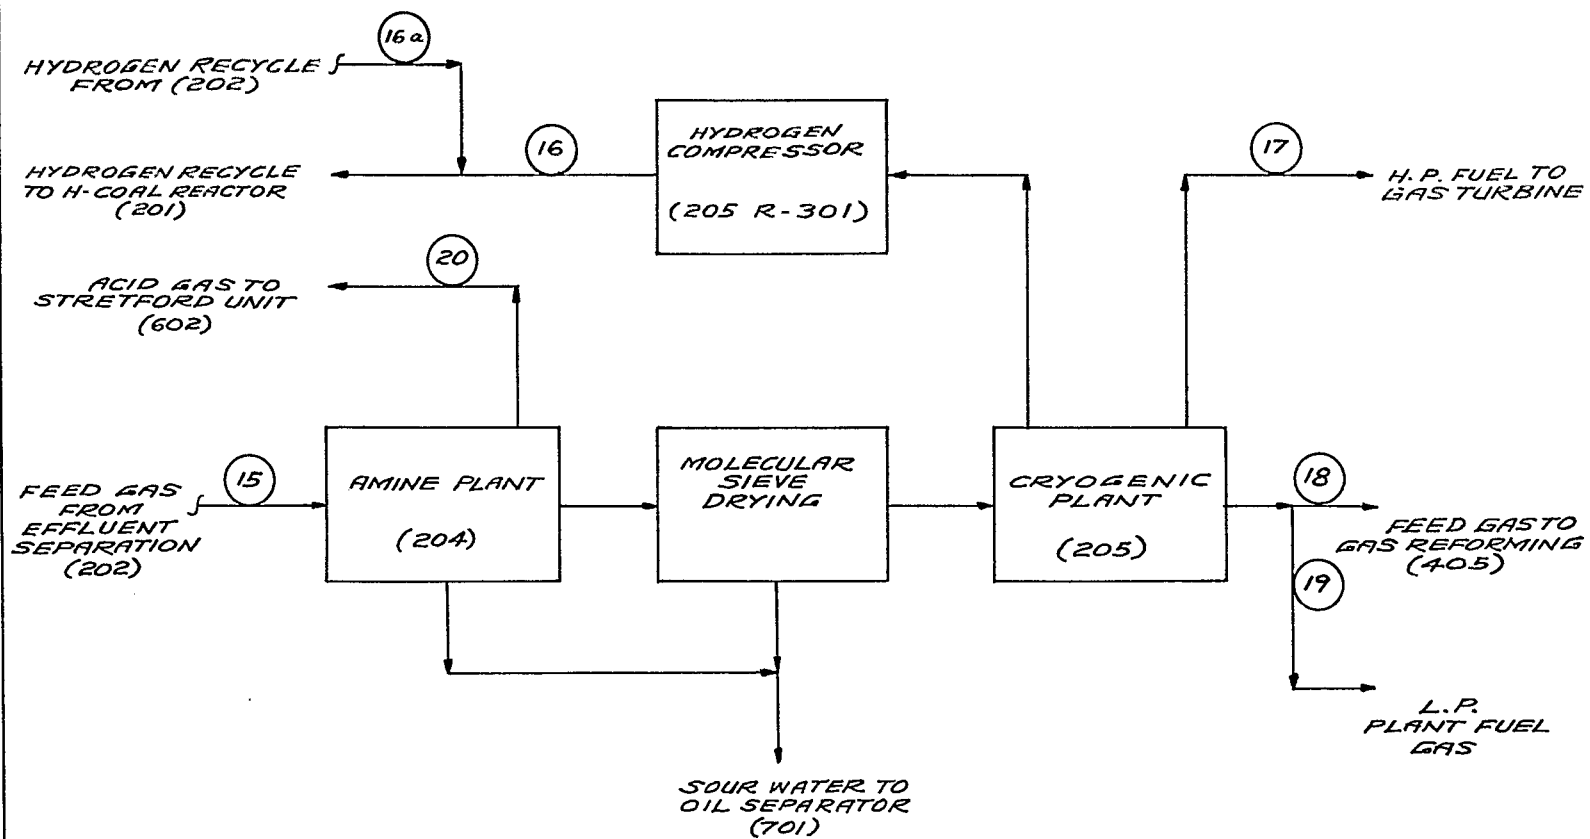 16a
HYDROGEN RECYCLE
FROM (202)
HYDROGEN
COMPRESSOR
(205 R-301)
16
17
HYDROGEN RECYCLE
TO H-COAL REACTOR
(201)
H.P. FUEL TO
GAS TURBINE
20
ACID GAS TO
STRETFORD UNIT
(602)
15
FEED GAS
FROM
EFFLUENT
SEPARATION
(202)
AMINE PLANT
(204)
MOLECULAR
SIEVE
DRYING
CRYOGENIC
PLANT
(205)
18
FEED GAS TO
GAS REFORMING
(405)
19
L.P.
PLANT FUEL
GAS
SOUR WATER TO
OIL SEPARATOR
(701)